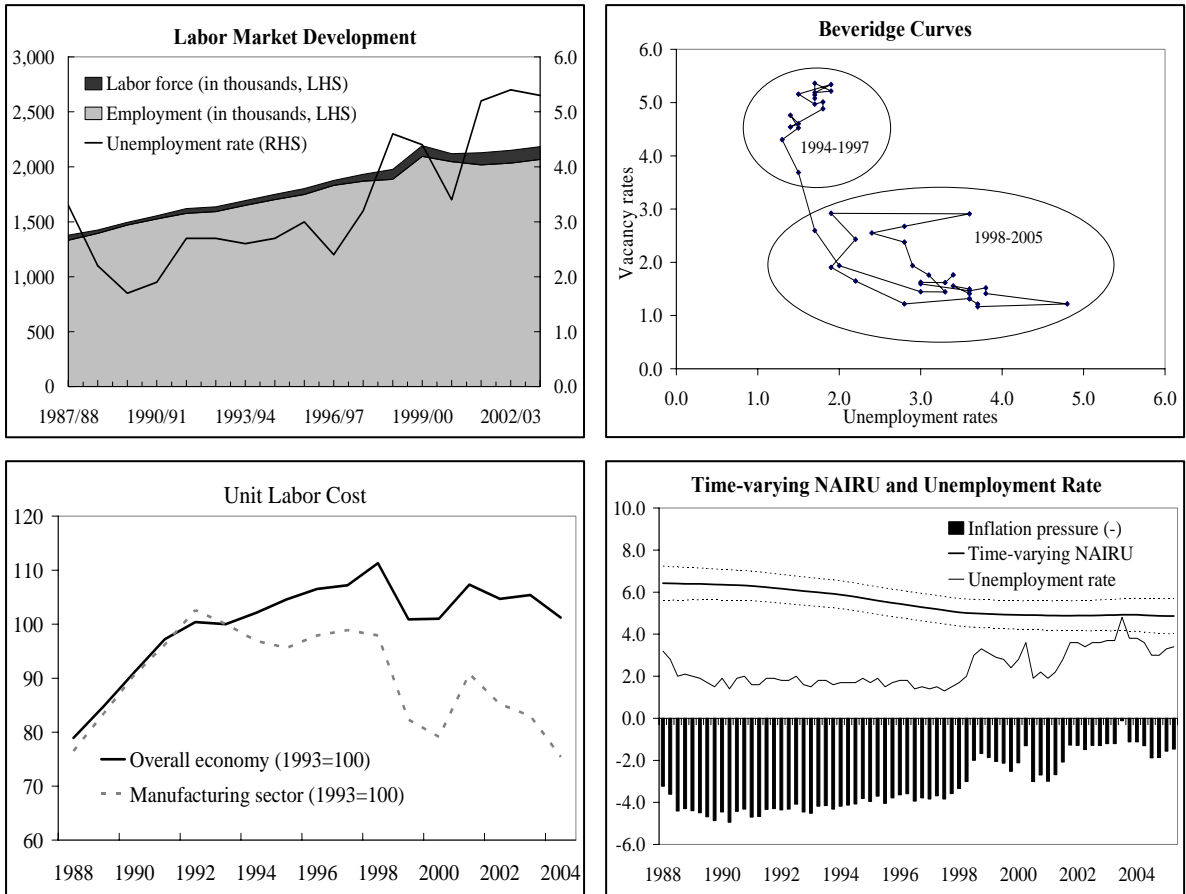 Labor Market Development
3,000
2,500
2,000
1,500
1,000
500
0
6.0
5.0
4.0
3.0
2.0
1.0
0.0
Labor force (in thousands, LHS)
Employment (in thousands, LHS)
Unemployment rate (RHS)
1987/88 1990/91 1993/94 1996/97 1999/00 2002/03
Beveridge Curves
6.0
5.0
4.0
3.0
2.0
1.0
0.0
Vacancy rates
1994-1997
1998-2005
0.0 1.0 2.0 3.0 4.0 5.0 6.0
Unemployment rates
Unit Labor Cost
120
110
100
90
80
70
60
Overall economy (1993=100)
Manufacturing sector (1993=100)
1988 1990 1992 1994 1996 1998 2000 2002 2004
Time-varying NAIRU and Unemployment Rate
10.0
8.0
6.0
4.0
2.0
0.0
-2.0
-4.0
-6.0
Inflation pressure (-)
Time-varying NAIRU
Unemployment rate
1988 1990 1992 1994 1996 1998 2000 2002 2004